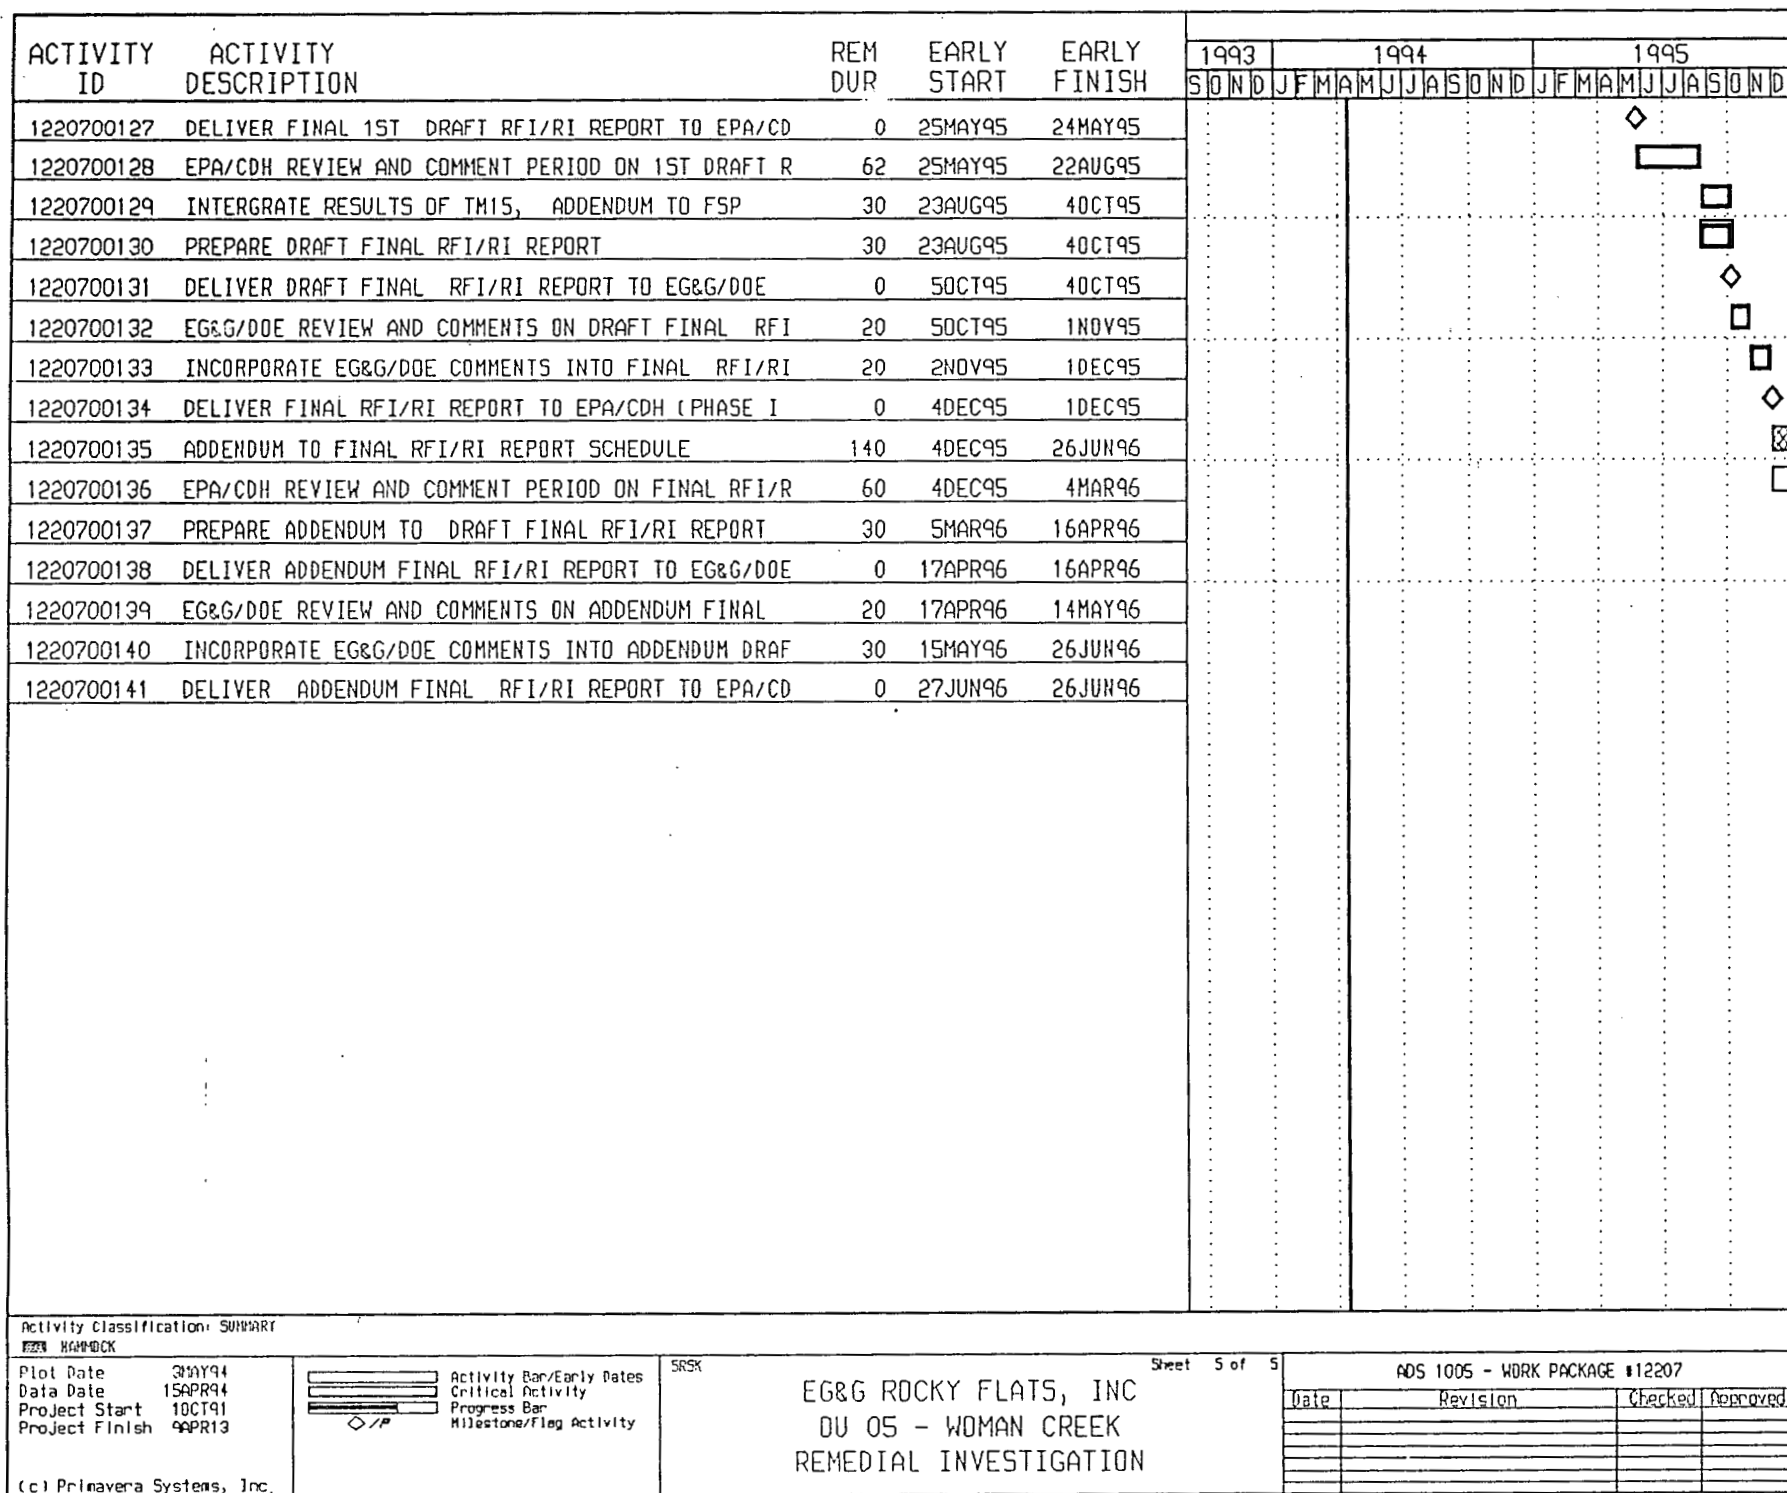 1993 1994 1995
ACTIVITY ACTIVITY REM EARLY EARLY
ID DESCRIPTION DUR START FINISH
S O N D J F M A M J J A S O N D J F M A M J J A S O N D
1220700127 DELIVER FINAL 1ST DRAFT RFI/RI REPORT TO EPA/CD 0 25MAY95 24MAY95
1220700128 EPA/CDH REVIEW AND COMMENT PERIOD ON 1ST DRAFT R 62 25MAY95 22AUG95
1220700129 INTERGRATE RESULTS OF TM15, ADDENDUM TO FSP 30 23AUG95 4OCT95
1220700130 PREPARE DRAFT FINAL RFI/RI REPORT 30 23AUG95 4OCT95
1220700131 DELIVER DRAFT FINAL RFI/RI REPORT TO EG&G/DOE 0 5OCT95 4OCT95
1220700132 EG&G/DOE REVIEW AND COMMENTS ON DRAFT FINAL RFI 20 5OCT95 1NOV95
1220700133 INCORPORATE EG&G/DOE COMMENTS INTO FINAL RFI/RI 20 2NOV95 1DEC95
1220700134 DELIVER FINAL RFI/RI REPORT TO EPA/CDH (PHASE I 0 4DEC95 1DEC95
1220700135 ADDENDUM TO FINAL RFI/RI REPORT SCHEDULE 140 4DEC95 26JUN96
1220700136 EPA/CDH REVIEW AND COMMENT PERIOD ON FINAL RFI/R 60 4DEC95 4MAR96
1220700137 PREPARE ADDENDUM TO DRAFT FINAL RFI/RI REPORT 30 5MAR96 16APR96
1220700138 DELIVER ADDENDUM FINAL RFI/RI REPORT TO EG&G/DOE 0 17APR96 16APR96
1220700139 EG&G/DOE REVIEW AND COMMENTS ON ADDENDUM FINAL 20 17APR96 14MAY96
1220700140 INCORPORATE EG&G/DOE COMMENTS INTO ADDENDUM DRAF 30 15MAY96 26JUN96
1220700141 DELIVER ADDENDUM FINAL RFI/RI REPORT TO EPA/CD 0 27JUN96 26JUN96
Activity Classification: SUMMARY
HAMMOCK
Plot Date 3MAY94
Data Date 15APR94
Project Start 1OCT91
Project Finish 9APR13
(c) Primavera Systems, Inc.
Activity Bar/Early Dates
Critical Activity
Progress Bar
◇/P Milestone/Flag Activity
SRSK Sheet 5 of 5
EG&G ROCKY FLATS, INC
OU 05 - WOMAN CREEK
REMEDIAL INVESTIGATION
ADS 1005 - WORK PACKAGE #12207
Date Revision Checked Approved